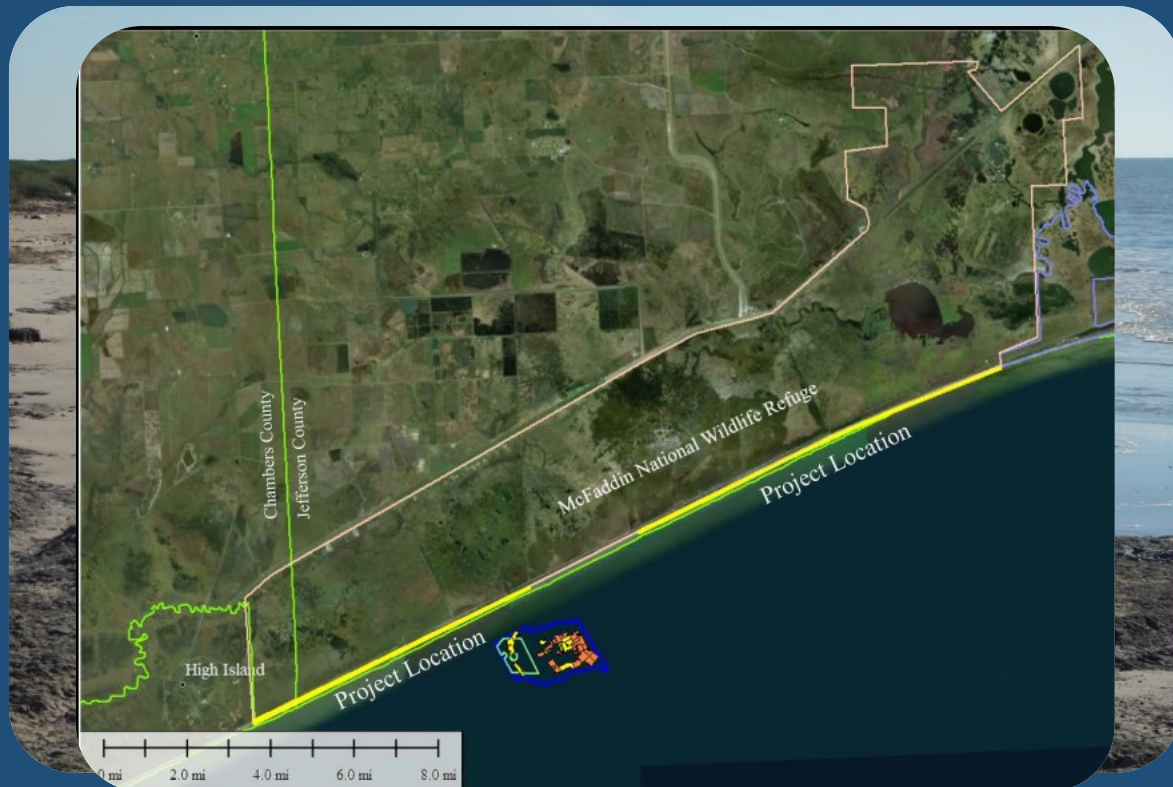 Chambers County
Jefferson County
McFaddin National Wildlife Refuge
Project Location
Project Location
High Island
0 mi 2.0 mi 4.0 mi 6.0 mi 8.0 mi